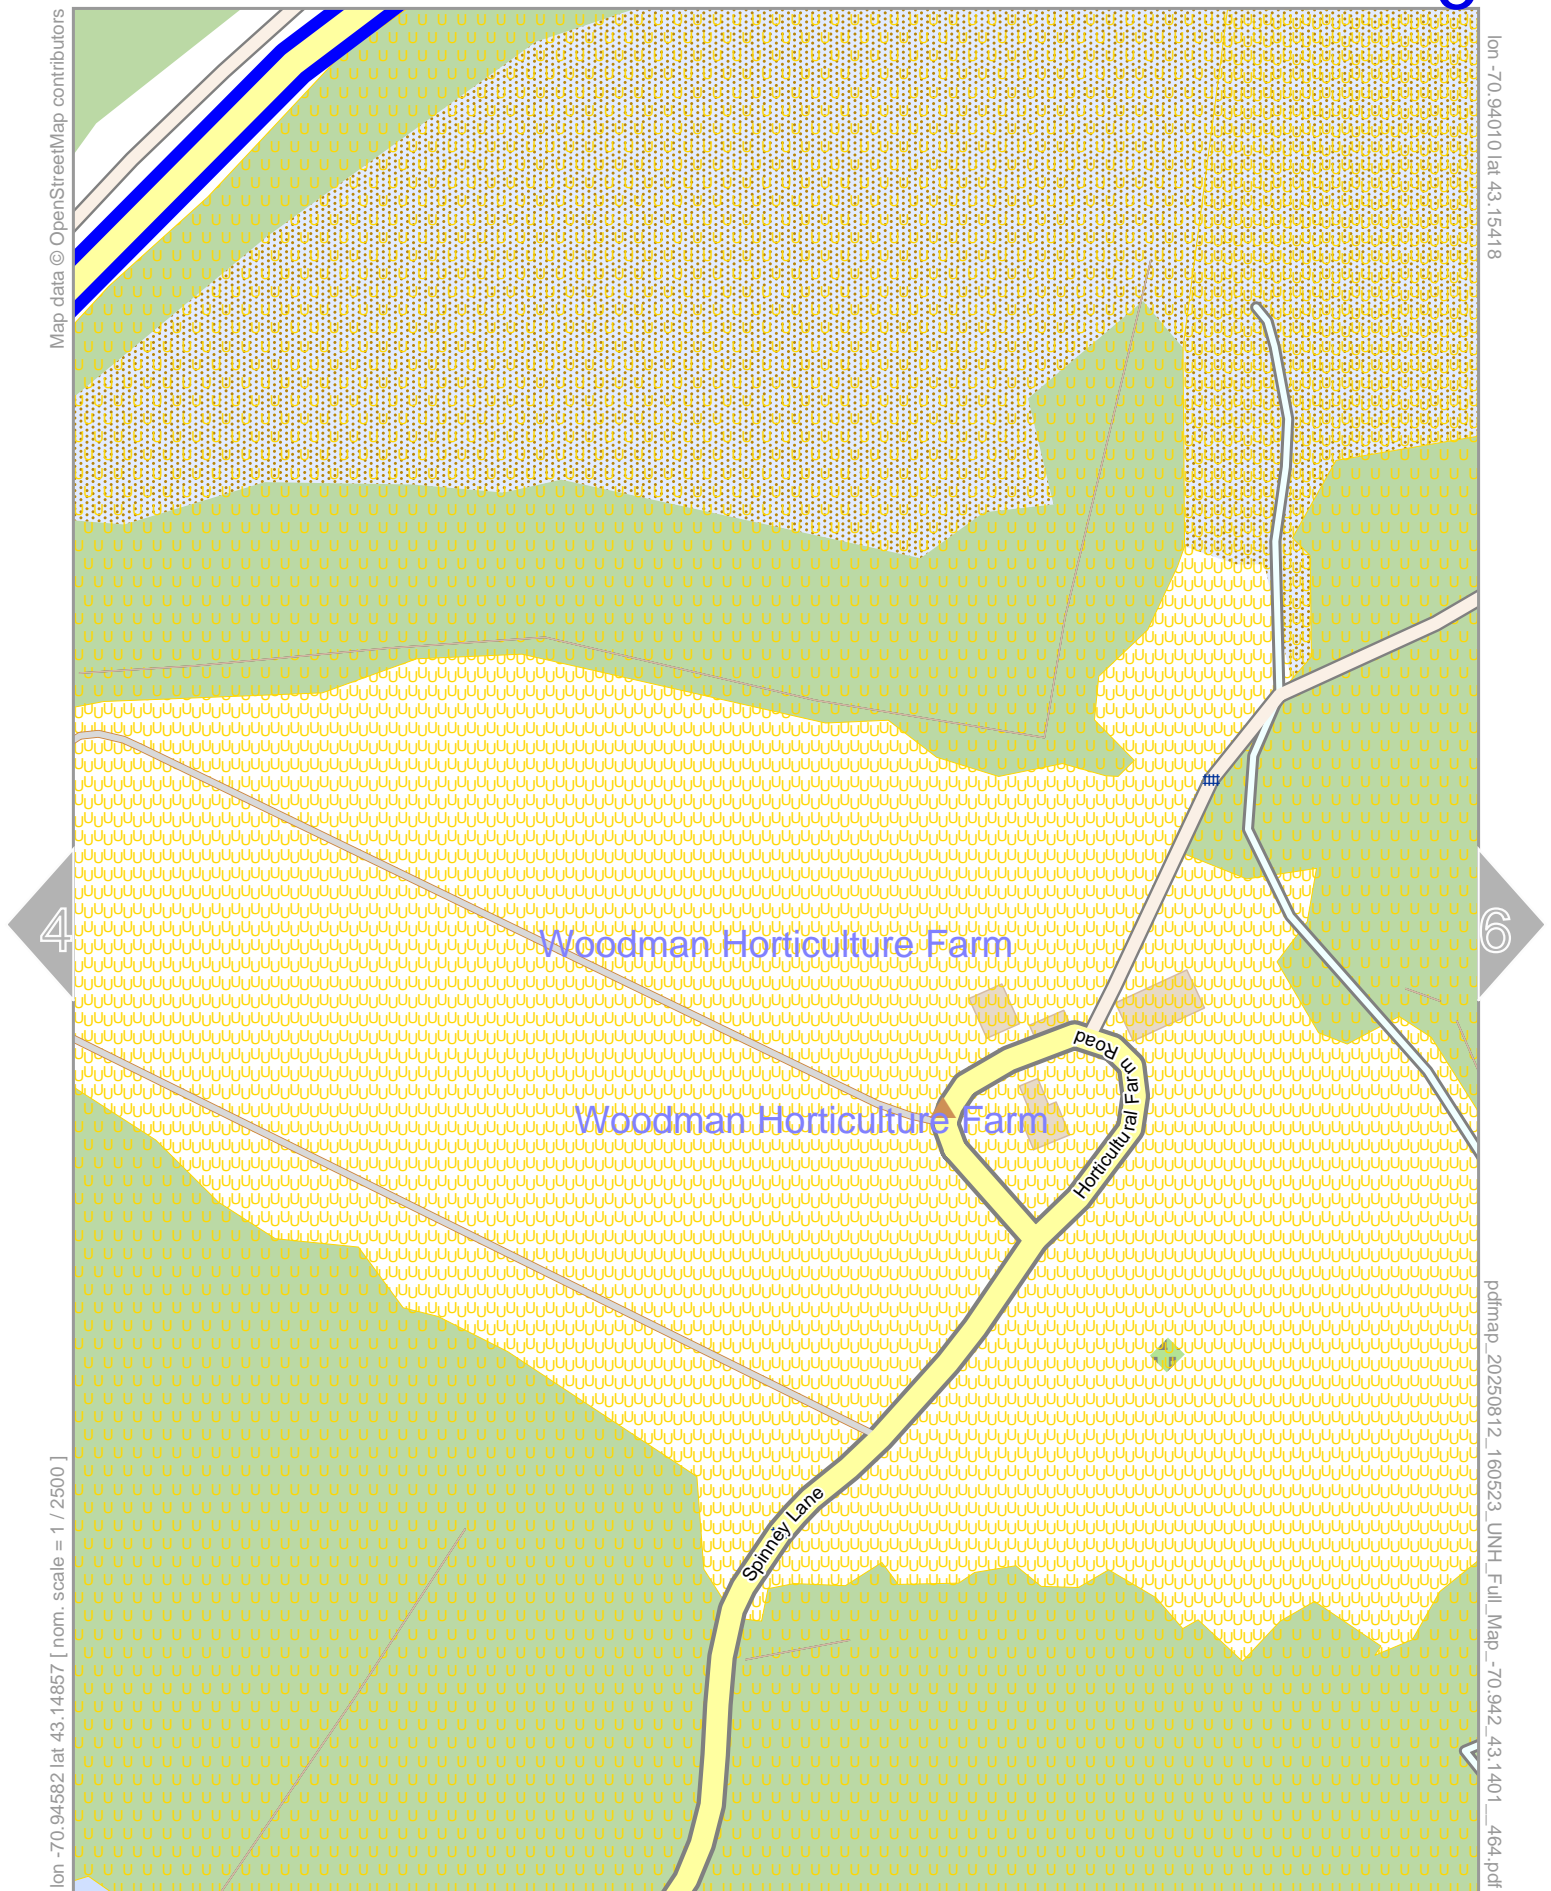 Map data © OpenStreetMap contributors
lon -70.94010 lat 43.15418
4
Woodman Horticulture Farm
6
Horticultural Farm Road
Woodman Horticulture Farm
Spinney Lane
lon -70.94582 lat 43.14857 [ nom. scale = 1 / 2500 ]
pdfmap_20250812_160523_UNH_Full_Map_-70.942_43.1401__464.pdf